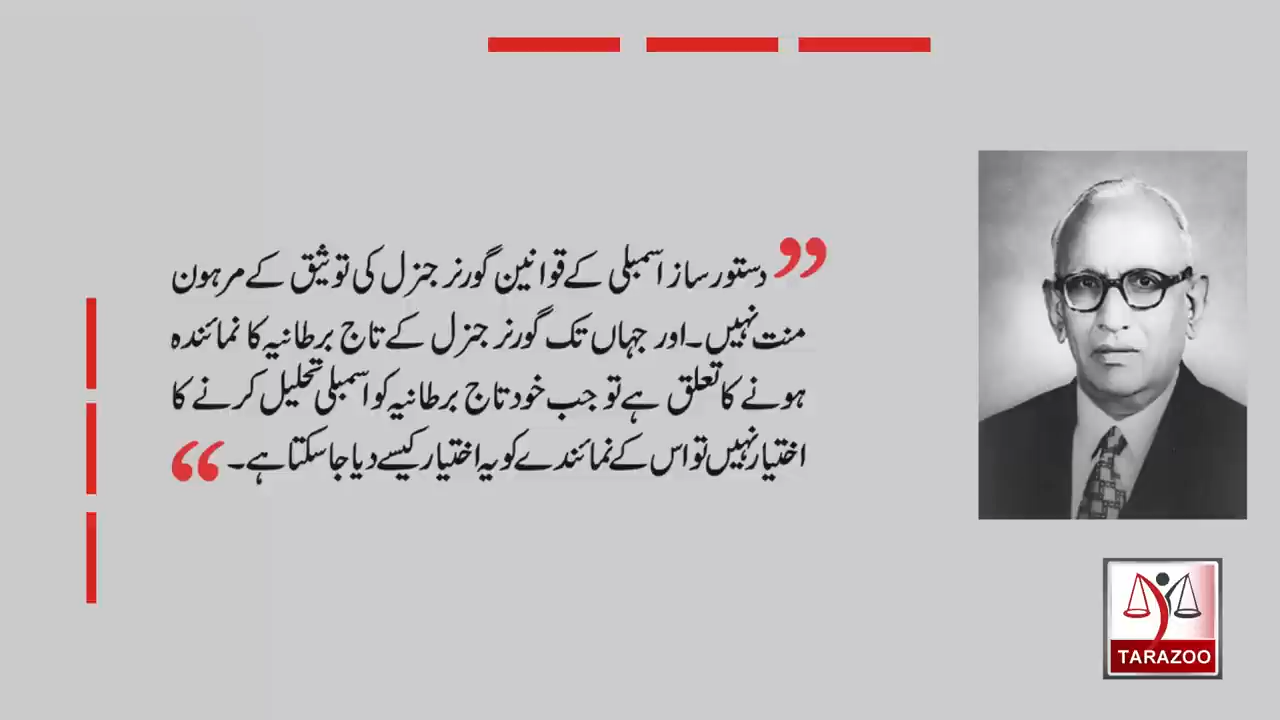 ”دستور ساز اسمبلی کے قوانین گورنر جنرل کی توثیق کے مرہون
منت نہیں۔اور جہاں تک گورنر جنرل کے تاج برطانیہ کا نمائندہ
ہونے کا تعلق ہے تو جب خود تاج برطانیہ کو اسمبلی تحلیل کرنے کا
اختیار نہیں تو اس کے نمائندے کو یہ اختیار کیسے دیا جا سکتا ہے۔“
TARAZOO